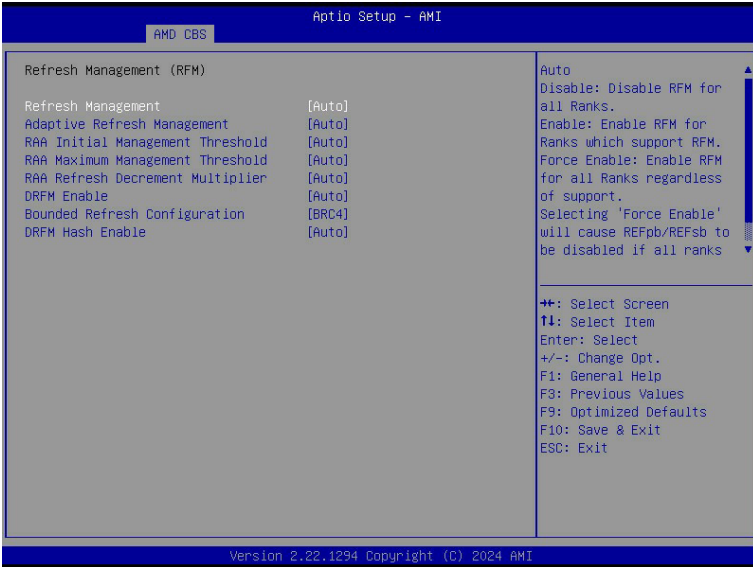 Aptio Setup – AMI
AMD CBS
Refresh Management (RFM)
Refresh Management [Auto]
Adaptive Refresh Management [Auto]
RAA Initial Management Threshold [Auto]
RAA Maximum Management Threshold [Auto]
RAA Refresh Decrement Multiplier [Auto]
DRFM Enable [Auto]
Bounded Refresh Configuration [BRC4]
DRFM Hash Enable [Auto]
Auto
Disable: Disable RFM for
all Ranks.
Enable: Enable RFM for
Ranks which support RFM.
Force Enable: Enable RFM
for all Ranks regardless
of support.
Selecting 'Force Enable'
will cause REFpb/REFsb to
be disabled if all ranks
→←: Select Screen
↑↓: Select Item
Enter: Select
+/-: Change Opt.
F1: General Help
F3: Previous Values
F9: Optimized Defaults
F10: Save & Exit
ESC: Exit
Version 2.22.1294 Copyright (C) 2024 AMI